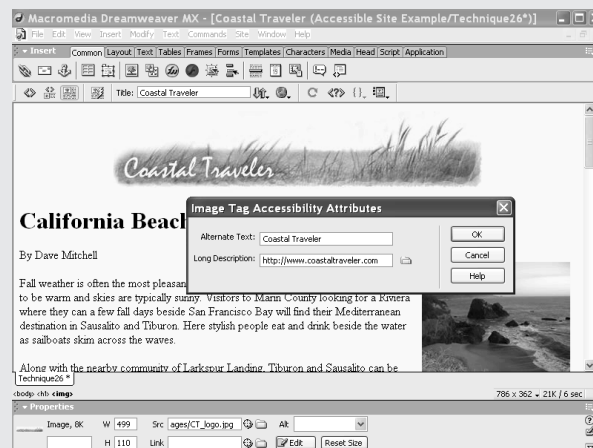 Macromedia Dreamweaver MX - [Coastal Traveler (Accessible Site Example/Technique26*)]
File Edit View Insert Modify Text Commands Site Window Help
Insert Common Layout Text Tables Frames Forms Templates Characters Media Head Script Application
Title: Coastal Traveler
Coastal Traveler
California Beach
Image Tag Accessibility Attributes
Alternate Text: Coastal Traveler
OK
Long Description: http://www.coastaltraveler.com
Cancel
Help
By Dave Mitchell
Fall weather is often the most pleasan
to be warm and skies are typically sunny. Visitors to Marin County looking for a Riviera
where they can a few fall days beside San Francisco Bay will find their Mediterranean
destination in Sausalito and Tiburon. Here stylish people eat and drink beside the water
as sailboats skim across the waves.
Along with the nearby community of Larkspur Landing, Tiburon and Sausalito can be
Technique26 *
<body> <hb> <img>
786 x 362 21K / 6 sec
Properties
Image, 8K W 499 Src ages/CT_logo.jpg Alt
H 110 Link Edit Reset Size